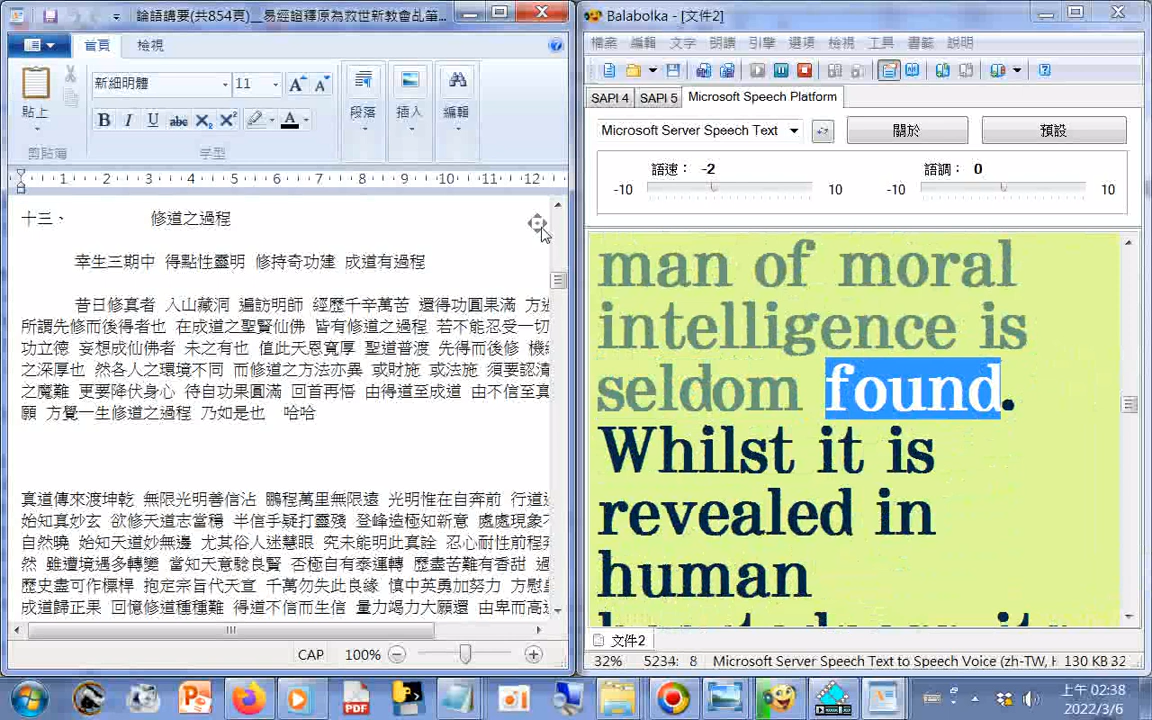 論語講要(共854頁)__易經證釋原為救世新教會乩筆...
首頁
檢視
貼上
剪貼簿
新細明體
11
字型
段落
插入
編輯
1 2 3 4 5 6 7 8 9 10 11 12
十三、 修道之過程
幸生三期中 得點性靈明 修持奇功建 成道有過程
昔日修真者 入山藏洞 遍訪明師 經歷千辛萬苦 還得功圓果滿 方
所謂先修而後得者也 在成道之聖賢仙佛 皆有修道之過程 若不能忍受一切
功立德 妄想成仙佛者 未之有也 值此天恩寬厚 聖道普渡 先得而後修 機
之深厚也 然各人之環境不同 而修道之方法亦異 或財施 或法施 須要認清
之魔難 更要降伏身心 待自功果圓滿 回首再悟 由得道至成道 由不信至真
願 方覺一生修道之過程 乃如是也 哈哈
真道傳來渡坤乾 無限光明善信沾 鵬程萬里無限遠 光明惟在自奔前 行道
始知真妙玄 欲修天道志當穩 半信半疑打靈殘 登峰造極知新意 處處現象
自然曉 始知天道妙無邊 尤其俗人迷慧眼 究未能明此真詮 忍心耐性前程
然 雖遭境遇多轉變 當知天意驗良賢 否極自有泰運轉 歷盡苦難有香甜 過
歷史盡可作標桿 抱定宗旨代天宣 千萬勿失此良緣 慎中英勇加努力 方慰
成道歸正果 回憶修道種種難 得道不信而生信 量力竭力大願還 由卑而高
CAP 100%
Balabolka - [文件2]
檔案 編輯 文字 朗讀 引擎 選項 檢視 工具 書籤 說明
SAPI 4 SAPI 5 Microsoft Speech Platform
Microsoft Server Speech Text
關於
預設
語速： -2
-10 10
語調： 0
-10 10
man of moral
intelligence is
seldom found.
Whilst it is
revealed in
human
文件2
32% 5234: 8 Microsoft Server Speech Text to Speech Voice (zh-TW, H 130 KB 32
上午 02:38
2022/3/6